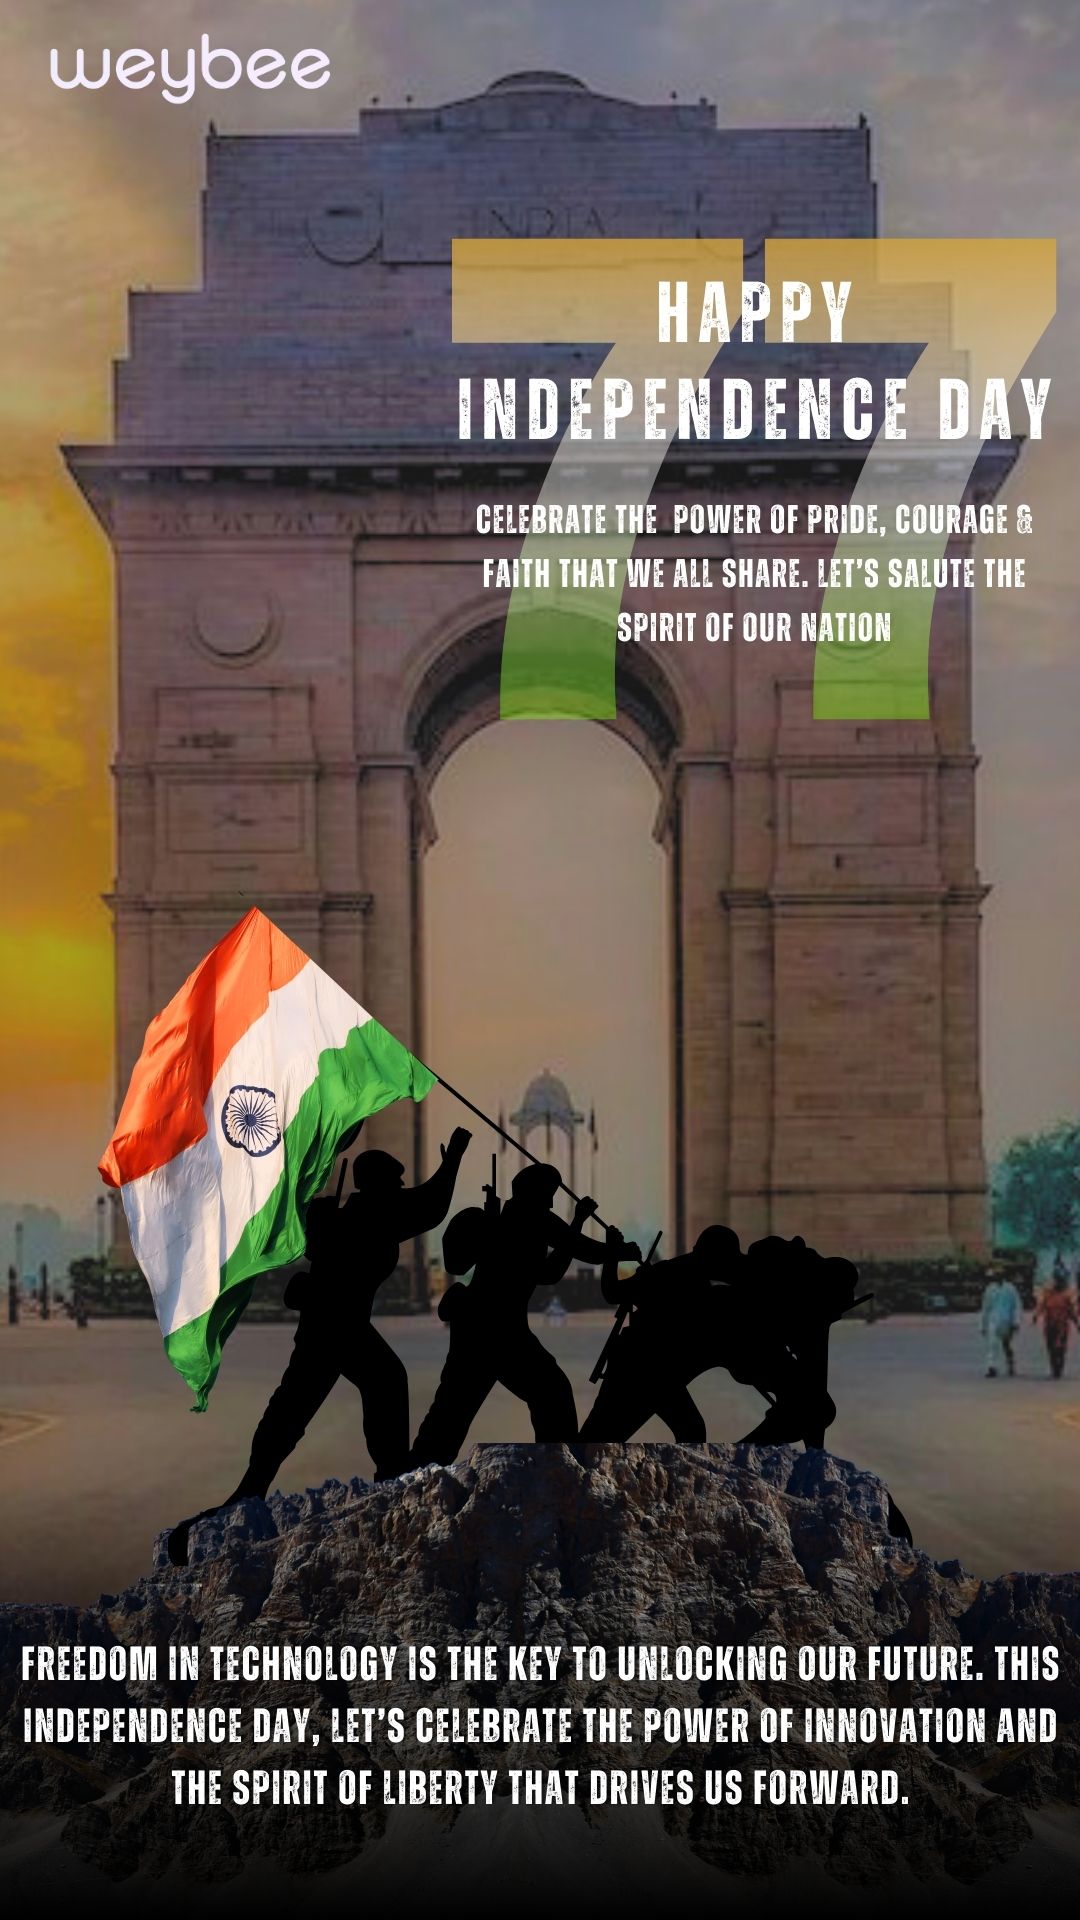 weybee
INDIA
77
HAPPY
INDEPENDENCE DAY
CELEBRATE THE POWER OF PRIDE, COURAGE &
FAITH THAT WE ALL SHARE. LET'S SALUTE THE
SPIRIT OF OUR NATION
FREEDOM IN TECHNOLOGY IS THE KEY TO UNLOCKING OUR FUTURE. THIS
INDEPENDENCE DAY, LET'S CELEBRATE THE POWER OF INNOVATION AND
THE SPIRIT OF LIBERTY THAT DRIVES US FORWARD.